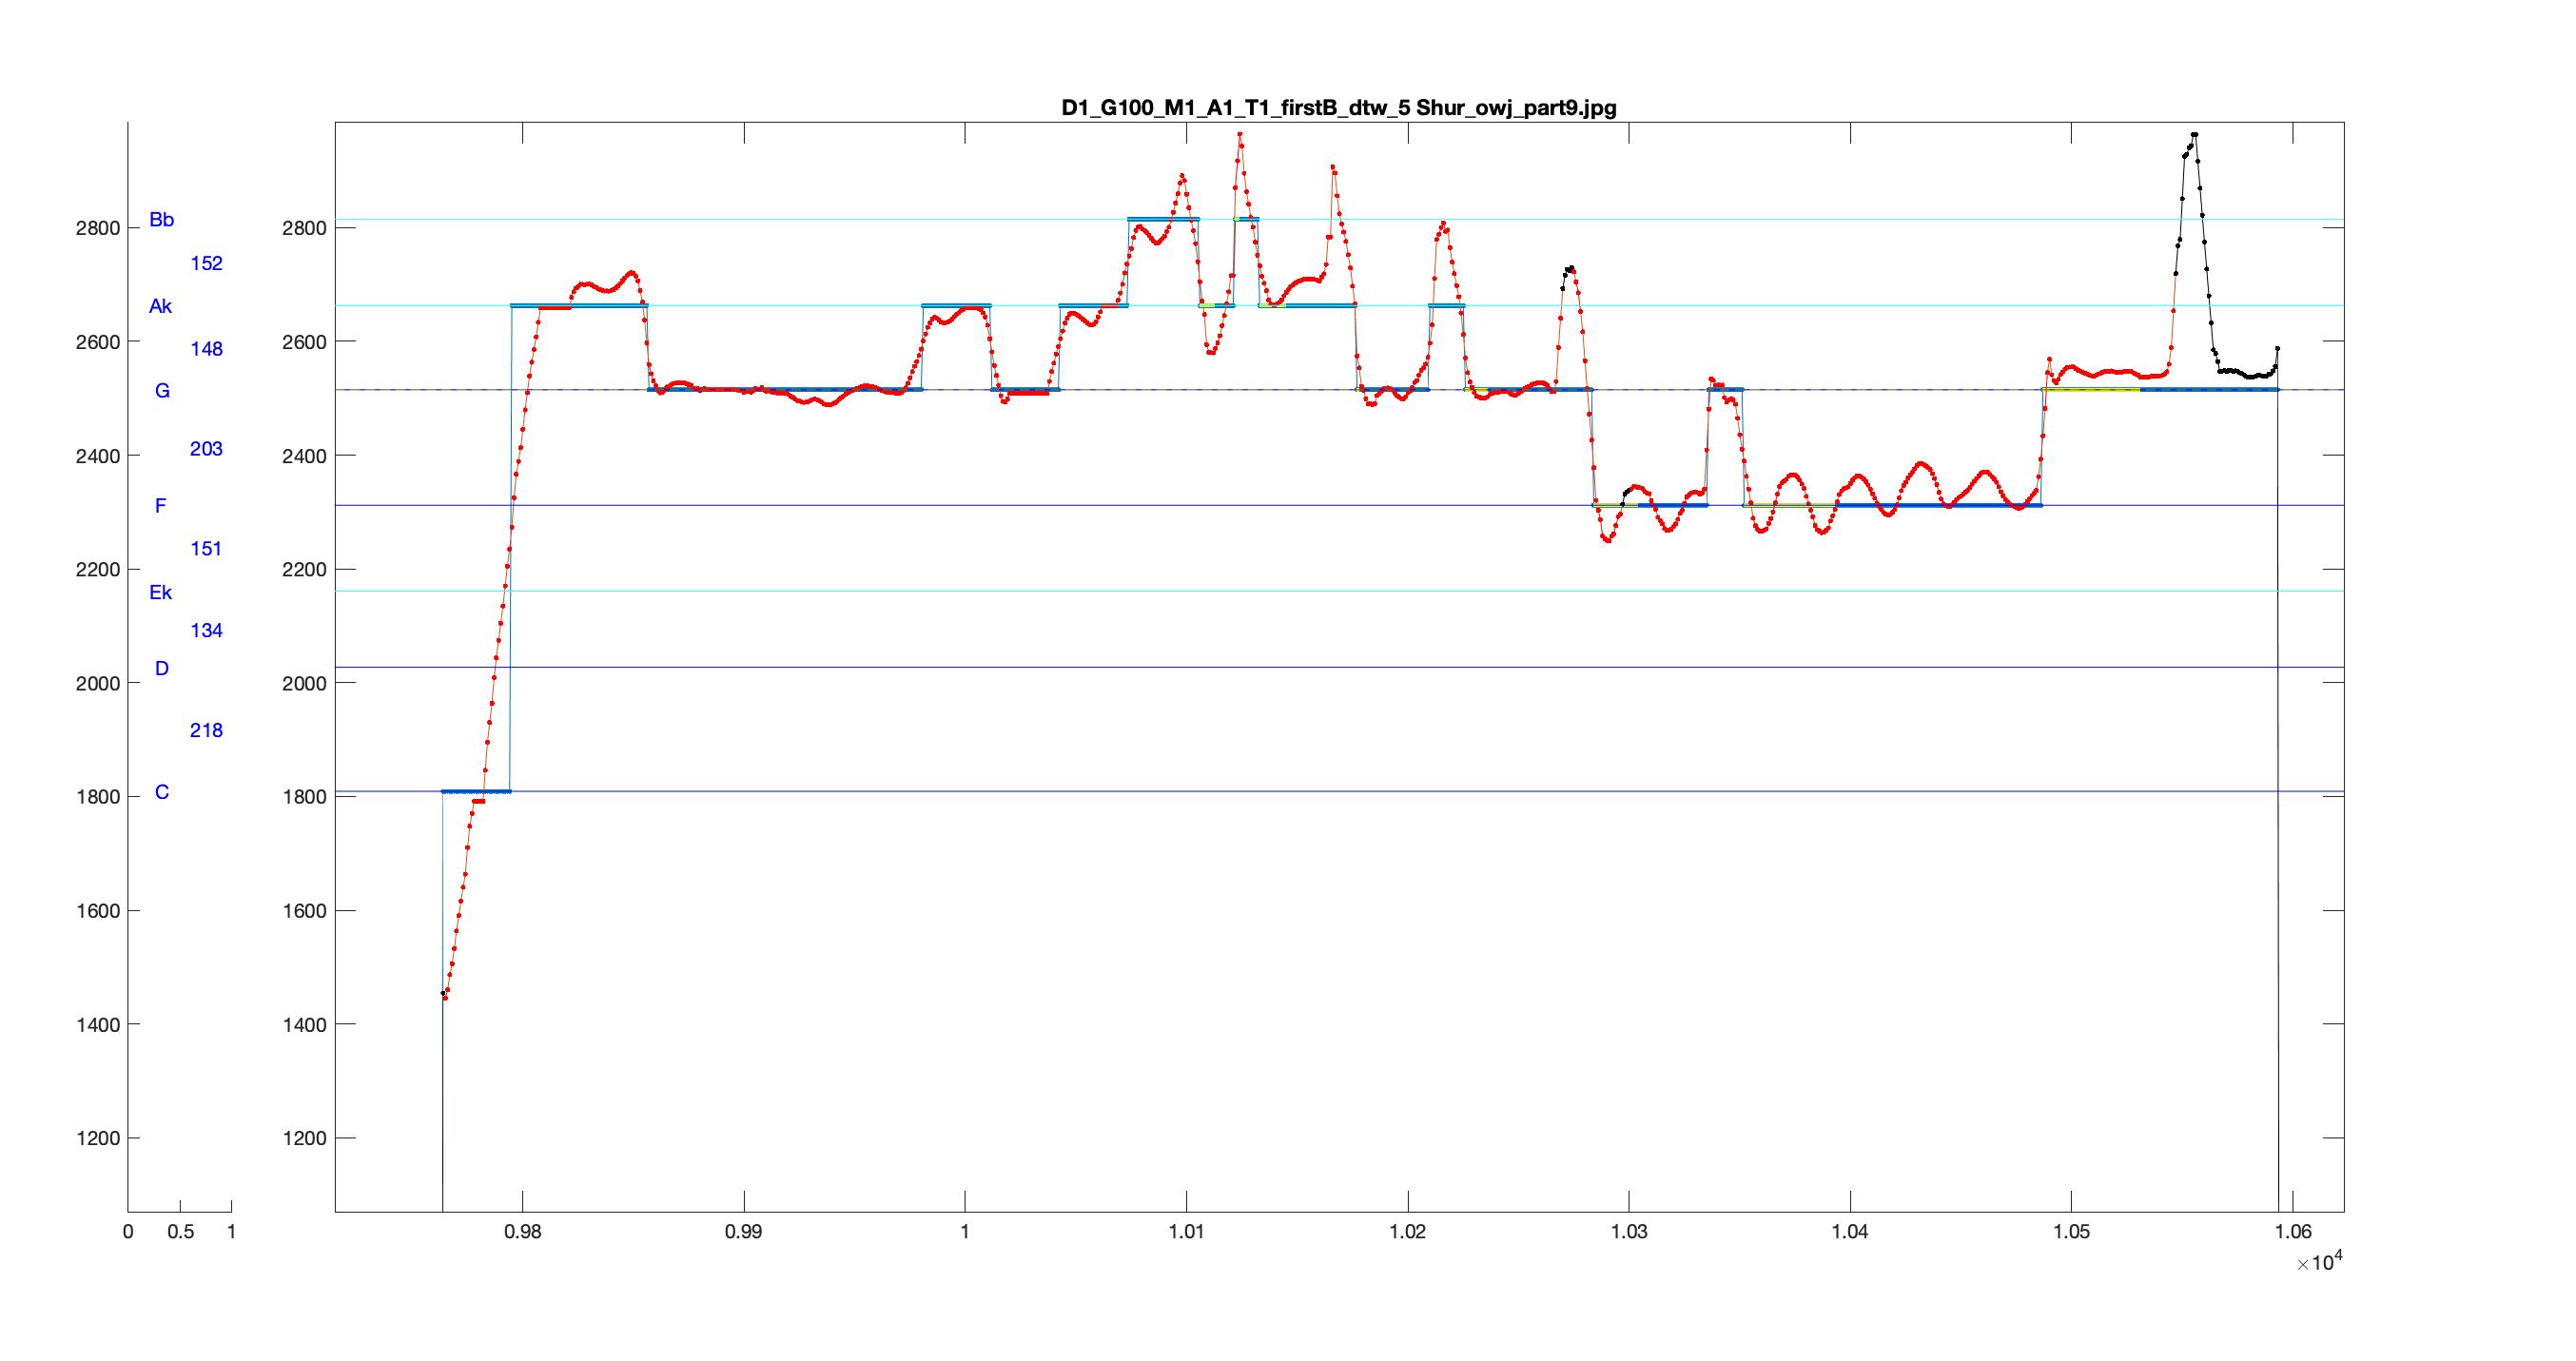 D1_G100_M1_A1_T1_firstB_dtw_5 Shur_owj_part9.jpg
2800 Bb 2800
152
Ak
2600 148 2600
G
203
2400 2400
F
151
2200 2200
Ek
134
D
2000 2000
218
1800 C 1800
1600 1600
1400 1400
1200 1200
0 0.5 1 0.98 0.99 1 1.01 1.02 1.03 1.04 1.05 1.06
×10^4